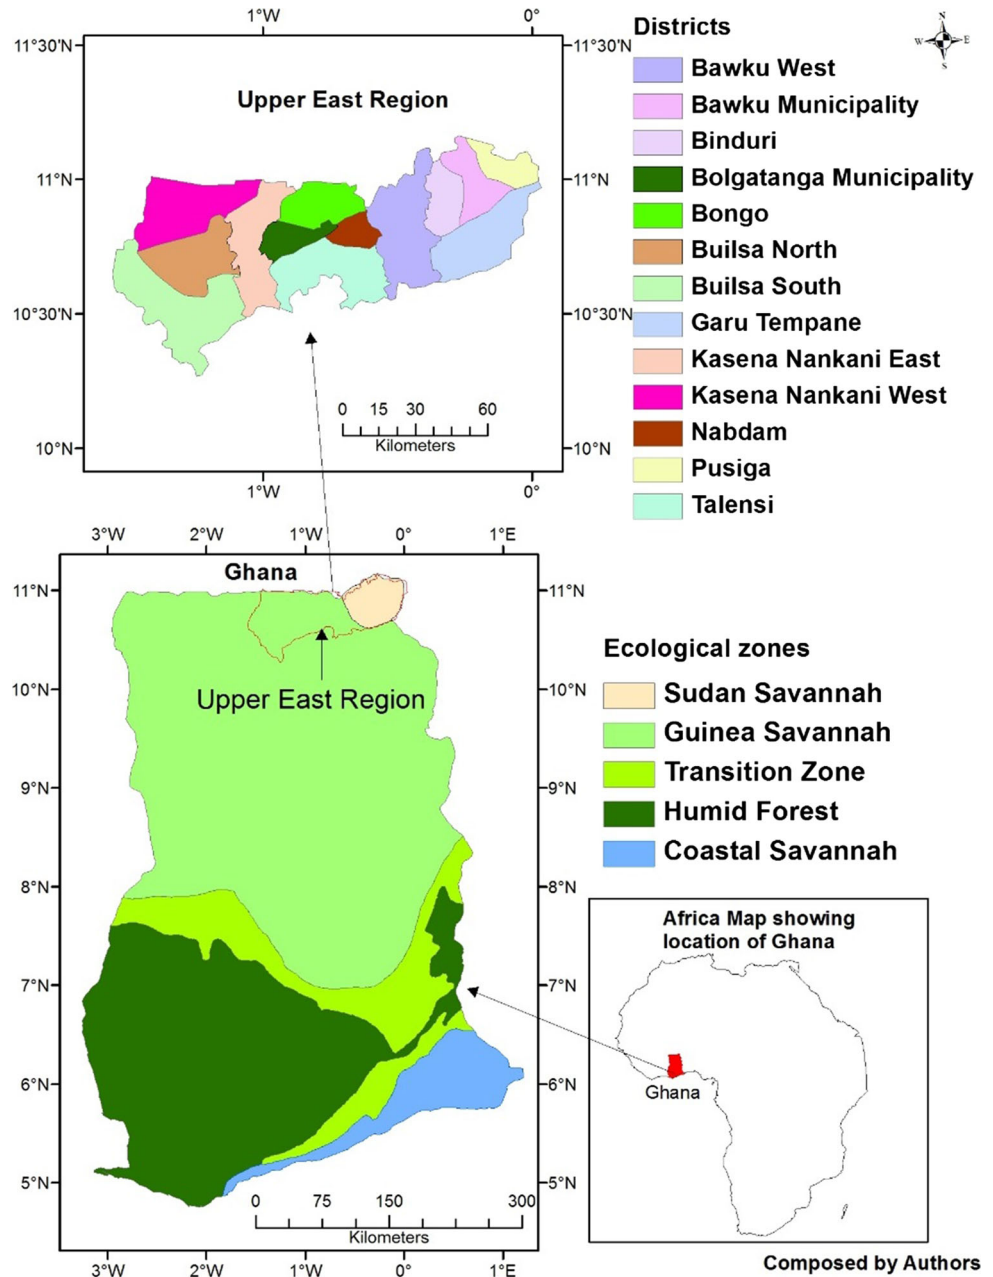 1°W 0°
11°30'N 11°30'N
Upper East Region
11°N 11°N
10°30'N 10°30'N
0 15 30 60
Kilometers
10°N 10°N
1°W 0°
Districts
N
W E
S
Bawku West
Bawku Municipality
Binduri
Bolgatanga Municipality
Bongo
Builsa North
Builsa South
Garu Tempane
Kasena Nankani East
Kasena Nankani West
Nabdam
Pusiga
Talensi
3°W 2°W 1°W 0° 1°E
Ghana
11°N 11°N
Upper East Region
10°N 10°N
9°N 9°N
8°N 8°N
7°N 7°N
6°N 6°N
5°N 5°N
0 75 150 300
Kilometers
3°W 2°W 1°W 0° 1°E
Ecological zones
Sudan Savannah
Guinea Savannah
Transition Zone
Humid Forest
Coastal Savannah
Africa Map showing
location of Ghana
Ghana
Composed by Authors